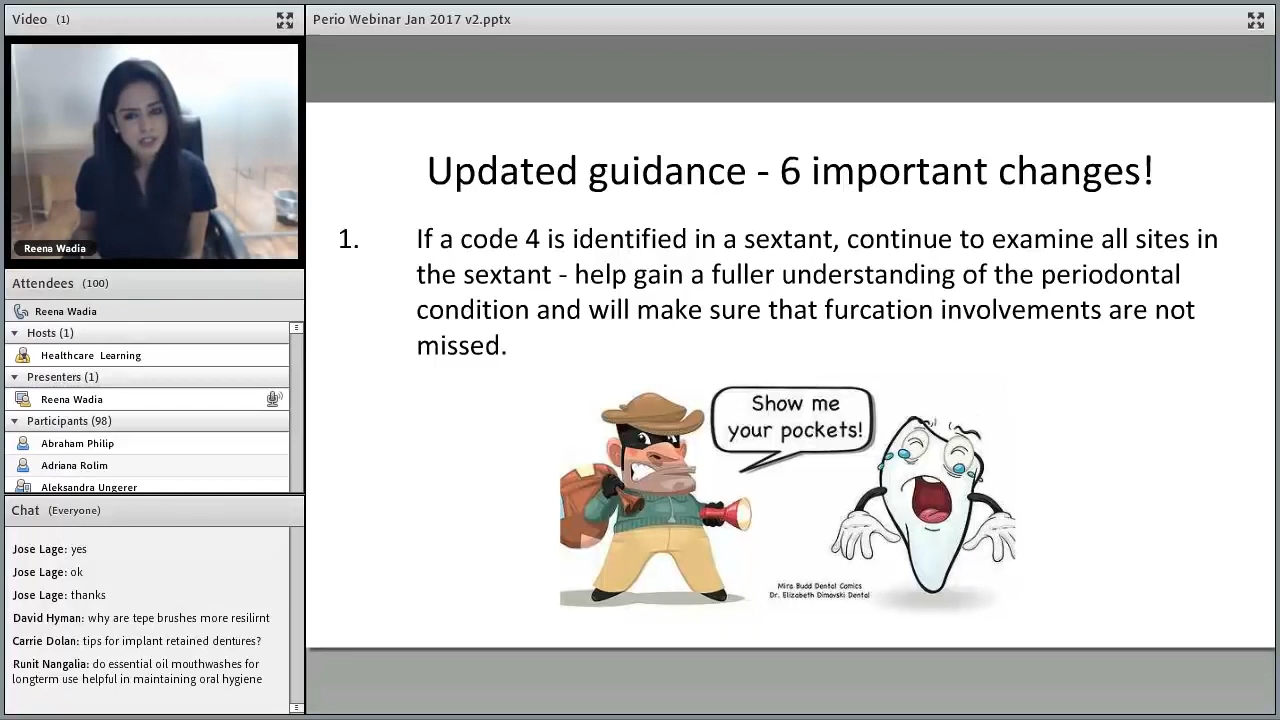 Video (1)
Reena Wadia
Attendees (100)
Reena Wadia
Hosts (1)
Healthcare Learning
Presenters (1)
Reena Wadia
Participants (98)
Abraham Philip
Adriana Rolim
Aleksandra Ungerer
Chat (Everyone)
Jose Lage: yes
Jose Lage: ok
Jose Lage: thanks
David Hyman: why are tepe brushes more resilirnt
Carrie Dolan: tips for implant retained dentures?
Runit Nangalia: do essential oil mouthwashes for
longterm use helpful in maintaining oral hygiene
Perio Webinar Jan 2017 v2.pptx
Updated guidance - 6 important changes!
1. If a code 4 is identified in a sextant, continue to examine all sites in
the sextant - help gain a fuller understanding of the periodontal
condition and will make sure that furcation involvements are not
missed.
Show me
your pockets!
Mira Budd Dental Comics
Dr. Elizabeth Dimovski Dental